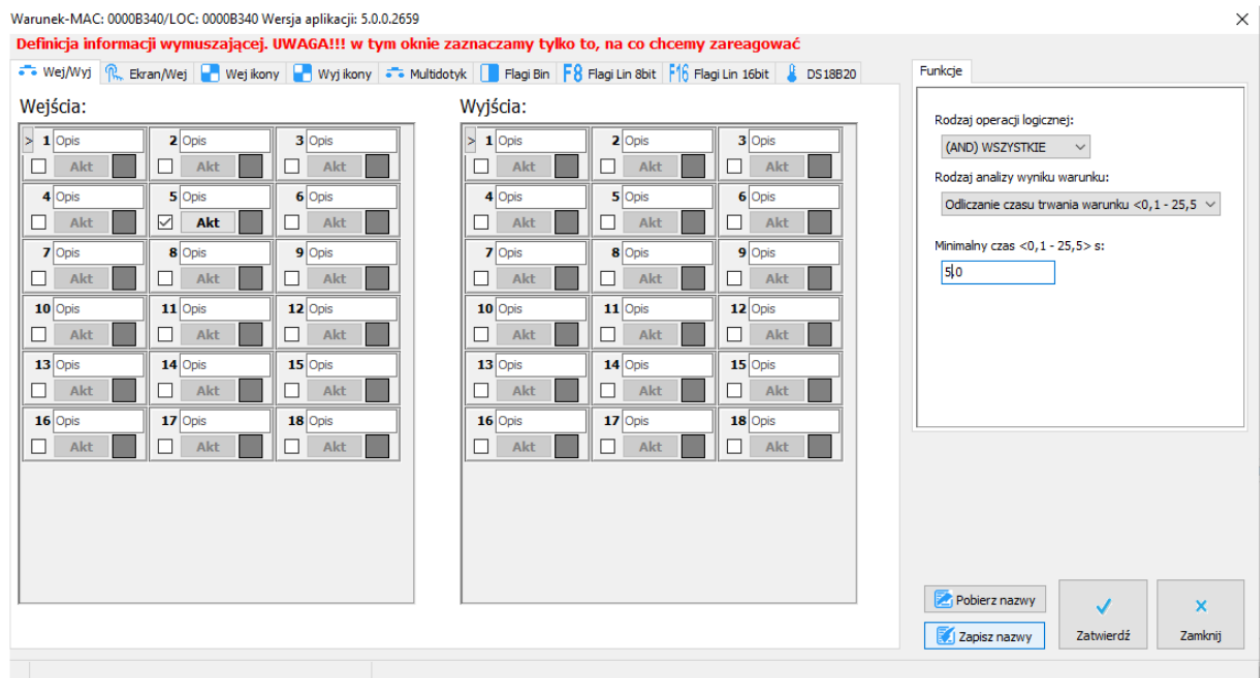 Warunek-MAC: 0000B340/LOC: 0000B340 Wersja aplikacji: 5.0.0.2659
Definicja informacji wymuszającej. UWAGA!!! w tym oknie zaznaczamy tylko to, na co chcemy zareagować
Wej/Wyj Ekran/Wej Wej ikony Wyj ikony Multidotyk Flagi Bin F8 Flagi Lin 8bit F16 Flagi Lin 16bit DS18B20
Wejścia:
> 1 Opis 2 Opis 3 Opis
Akt Akt Akt
4 Opis 5 Opis 6 Opis
Akt Akt Akt
7 Opis 8 Opis 9 Opis
Akt Akt Akt
10 Opis 11 Opis 12 Opis
Akt Akt Akt
13 Opis 14 Opis 15 Opis
Akt Akt Akt
16 Opis 17 Opis 18 Opis
Akt Akt Akt
Wyjścia:
> 1 Opis 2 Opis 3 Opis
Akt Akt Akt
4 Opis 5 Opis 6 Opis
Akt Akt Akt
7 Opis 8 Opis 9 Opis
Akt Akt Akt
10 Opis 11 Opis 12 Opis
Akt Akt Akt
13 Opis 14 Opis 15 Opis
Akt Akt Akt
16 Opis 17 Opis 18 Opis
Akt Akt Akt
Funkcje
Rodzaj operacji logicznej:
(AND) WSZYSTKIE
Rodzaj analizy wyniku warunku:
Odliczanie czasu trwania warunku <0,1 - 25,5
Minimalny czas <0,1 - 25,5> s:
5,0
Pobierz nazwy
Zapisz nazwy
Zatwierdź
Zamknij